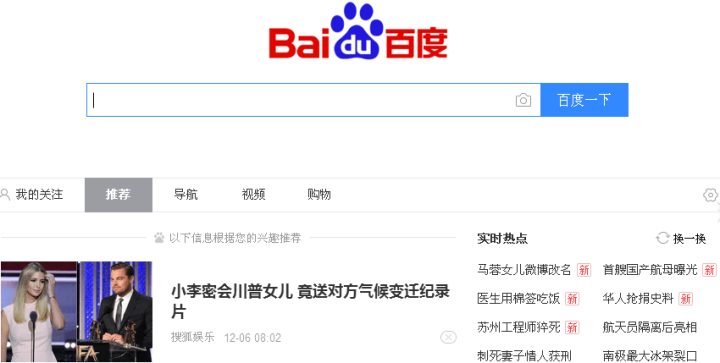 Bai du 百度
百度一下
我的关注 推荐 导航 视频 购物
以下信息根据您的兴趣推荐
小李密会川普女儿 竟送对方气候变迁纪录
片
搜狐娱乐 12-06 08:02
实时热点 换一换
马蓉女儿微博改名 新 首艘国产航母曝光 新
医生用棉签吃饭 新 华人抢捐史料 新
苏州工程师猝死 新 航天员隔离后亮相
刺死妻子情人获刑 南极最大冰架裂口